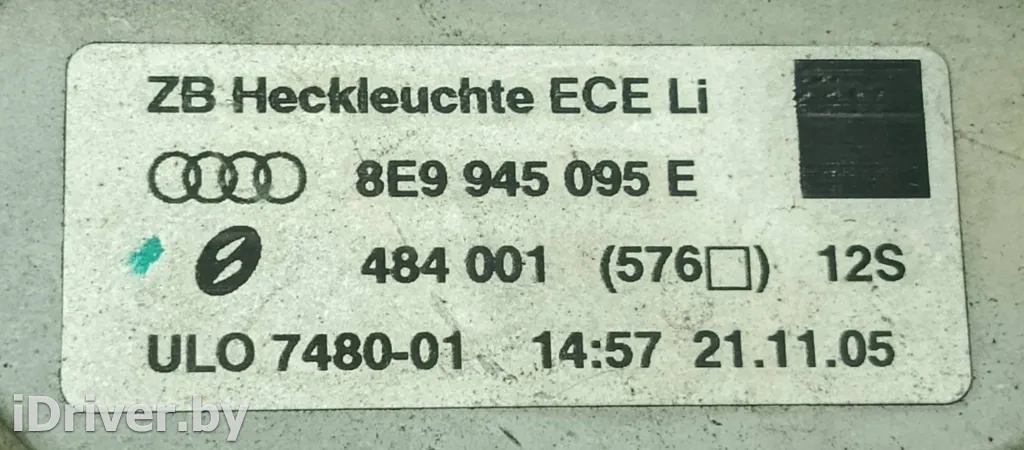 ZB Heckleuchte ECE Li
8E9 945 095 E
484 001 (576□) 12S
ULO 7480-01 14:57 21.11.05
iDriver.by